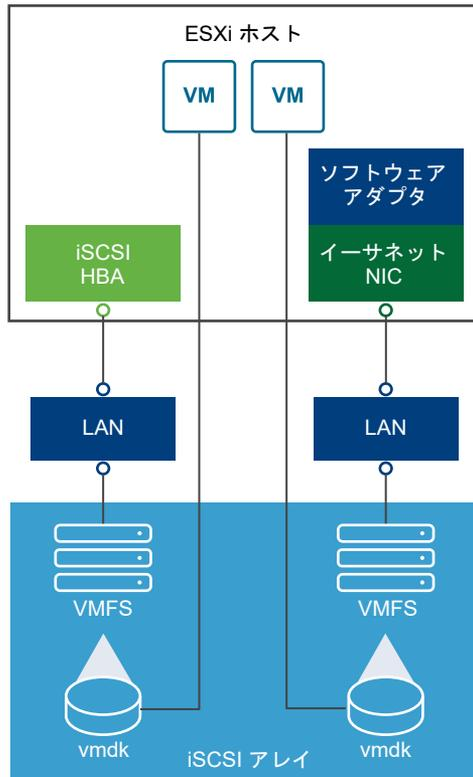 ESXi ホスト
VM
VM
ソフトウェア
アダプタ
iSCSI
HBA
イーサネット
NIC
LAN
LAN
VMFS
VMFS
vmdk
vmdk
iSCSI アレイ